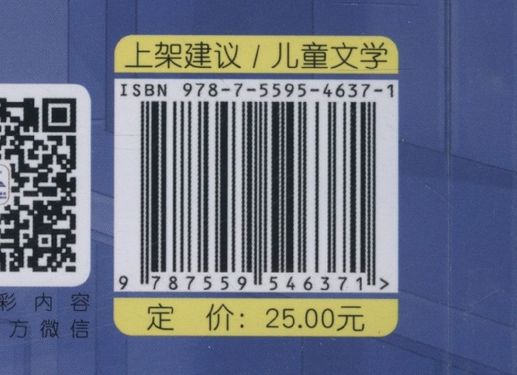 上架建议 / 儿童文学
ISBN 978-7-5595-4637-1
9 787559 546371 >
定 价: 25.00元
彩 内 容
方 微 信